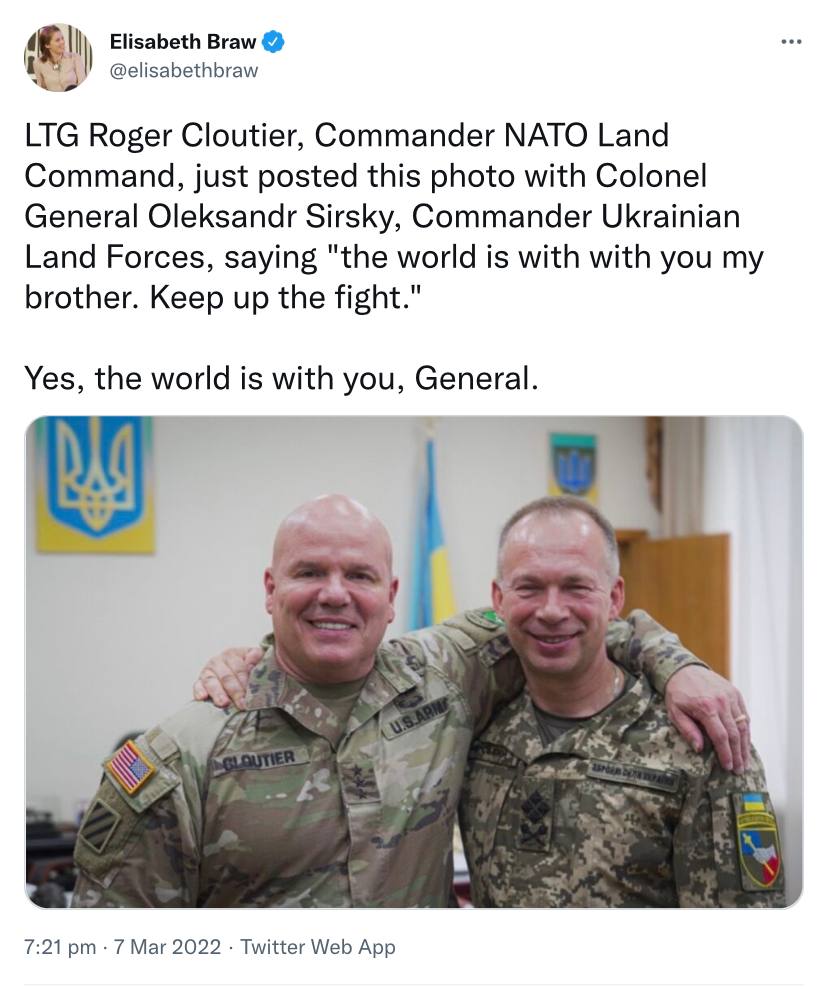 Elisabeth Braw
@elisabethbraw
LTG Roger Cloutier, Commander NATO Land
Command, just posted this photo with Colonel
General Oleksandr Sirsky, Commander Ukrainian
Land Forces, saying "the world is with with you my
brother. Keep up the fight."
Yes, the world is with you, General.
U.S. ARMY
CLOUTIER
7:21 pm · 7 Mar 2022 · Twitter Web App